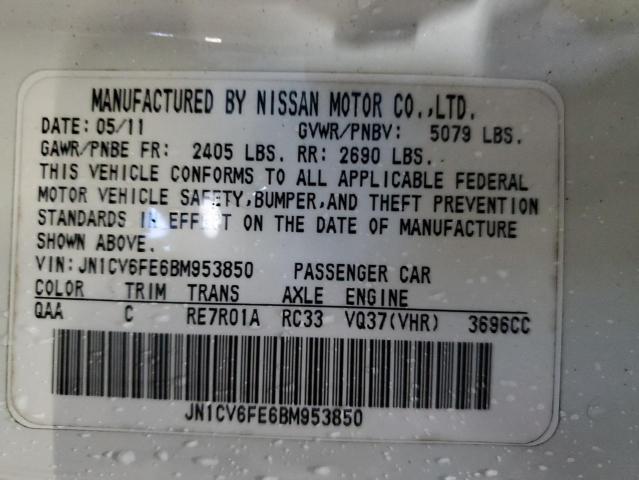 MANUFACTURED BY NISSAN MOTOR CO.,LTD.
DATE: 05/11 GVWR/PNBV: 5079 LBS.
GAWR/PNBE FR: 2405 LBS. RR: 2690 LBS.
THIS VEHICLE CONFORMS TO ALL APPLICABLE FEDERAL
MOTOR VEHICLE SAFETY,BUMPER,AND THEFT PREVENTION
STANDARDS IN EFFECT ON THE DATE OF MANUFACTURE
SHOWN ABOVE.
VIN: JN1CV6FE6BM953850 PASSENGER CAR
COLOR TRIM TRANS AXLE ENGINE
QAA C RE7R01A RC33 VQ37(VHR) 3696CC
JN1CV6FE6BM953850